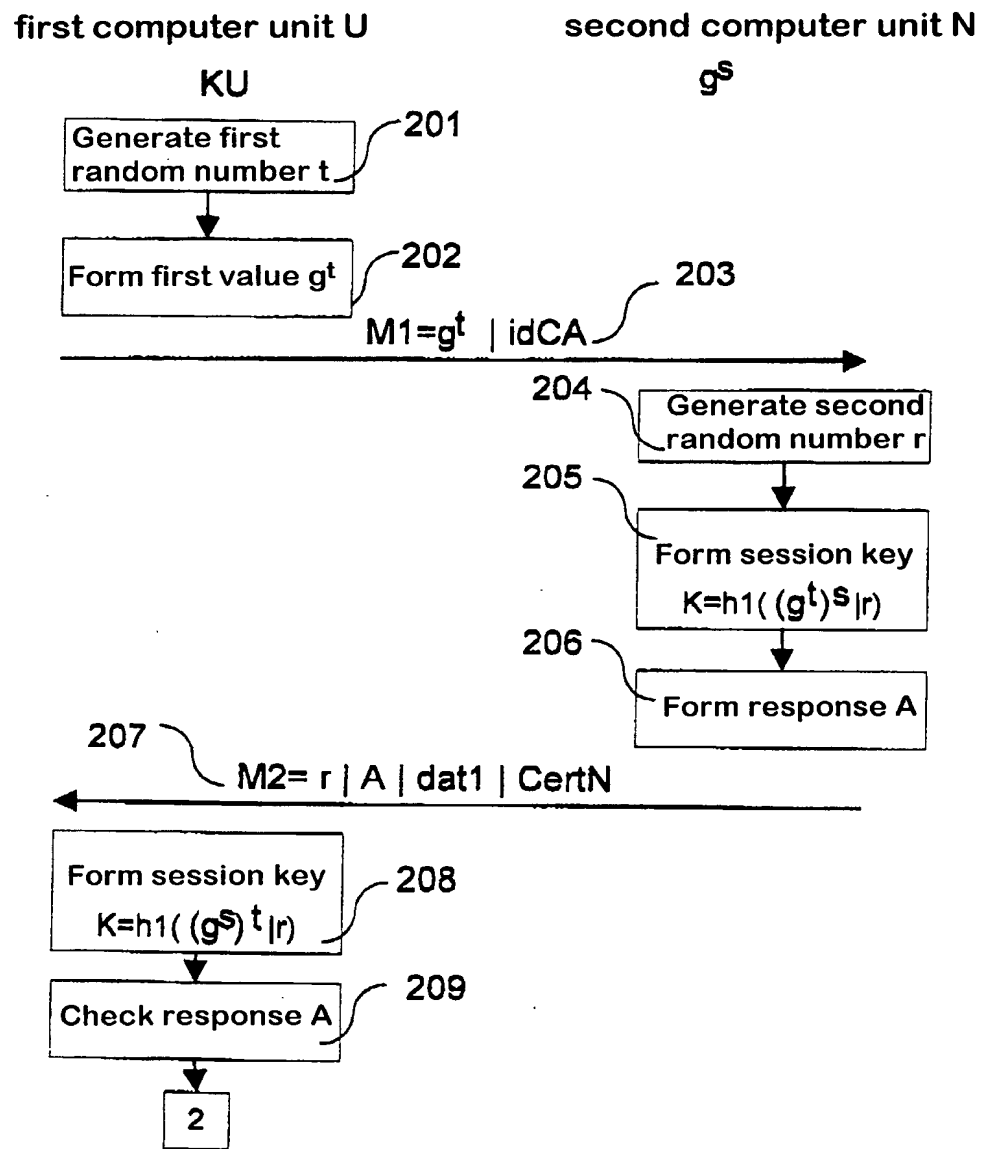 first computer unit U
second computer unit N
KU
g^s
Generate first
random number t
201
Form first value g^t
202
M1=g^t | idCA
203
204
Generate second
random number r
205
Form session key
K=h1( (g^t)^s |r)
206
Form response A
207
M2= r | A | dat1 | CertN
Form session key
K=h1( (g^s)^t |r)
208
Check response A
209
2